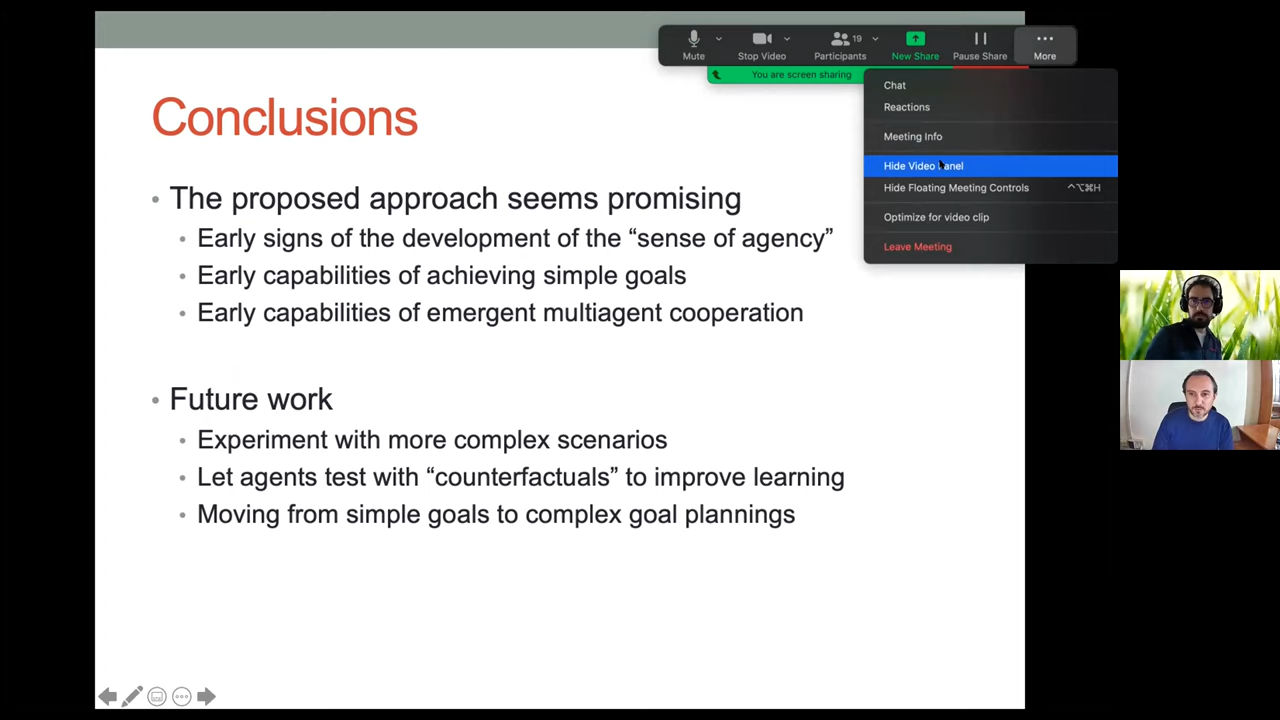 Mute
Stop Video
19
Participants
New Share
Pause Share
More
You are screen sharing
Chat
Reactions
Meeting Info
Hide Video Panel
Hide Floating Meeting Controls ^⌥⌘H
Optimize for video clip
Leave Meeting
Conclusions
• The proposed approach seems promising
• Early signs of the development of the “sense of agency”
• Early capabilities of achieving simple goals
• Early capabilities of emergent multiagent cooperation
• Future work
• Experiment with more complex scenarios
• Let agents test with “counterfactuals” to improve learning
• Moving from simple goals to complex goal plannings